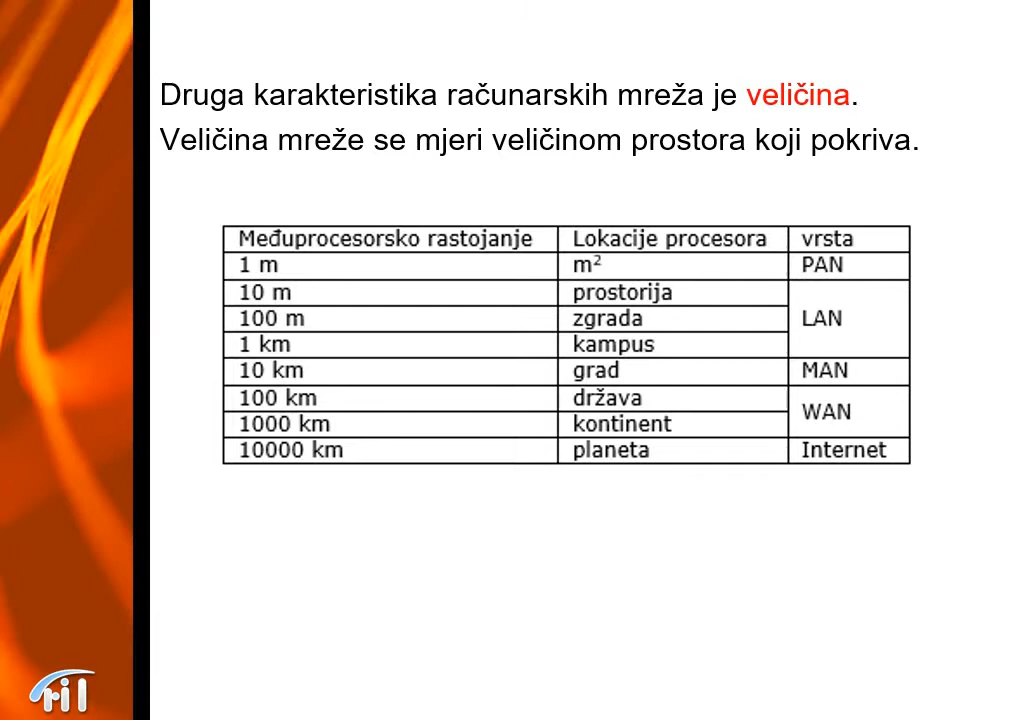 Druga karakteristika računarskih mreža je veličina.
Veličina mreže se mjeri veličinom prostora koji pokriva.
Međuprocesorsko rastojanje Lokacije procesora vrsta
1 m m² PAN
10 m prostorija
100 m zgrada LAN
1 km kampus
10 km grad MAN
100 km država
1000 km kontinent WAN
10000 km planeta Internet
ril